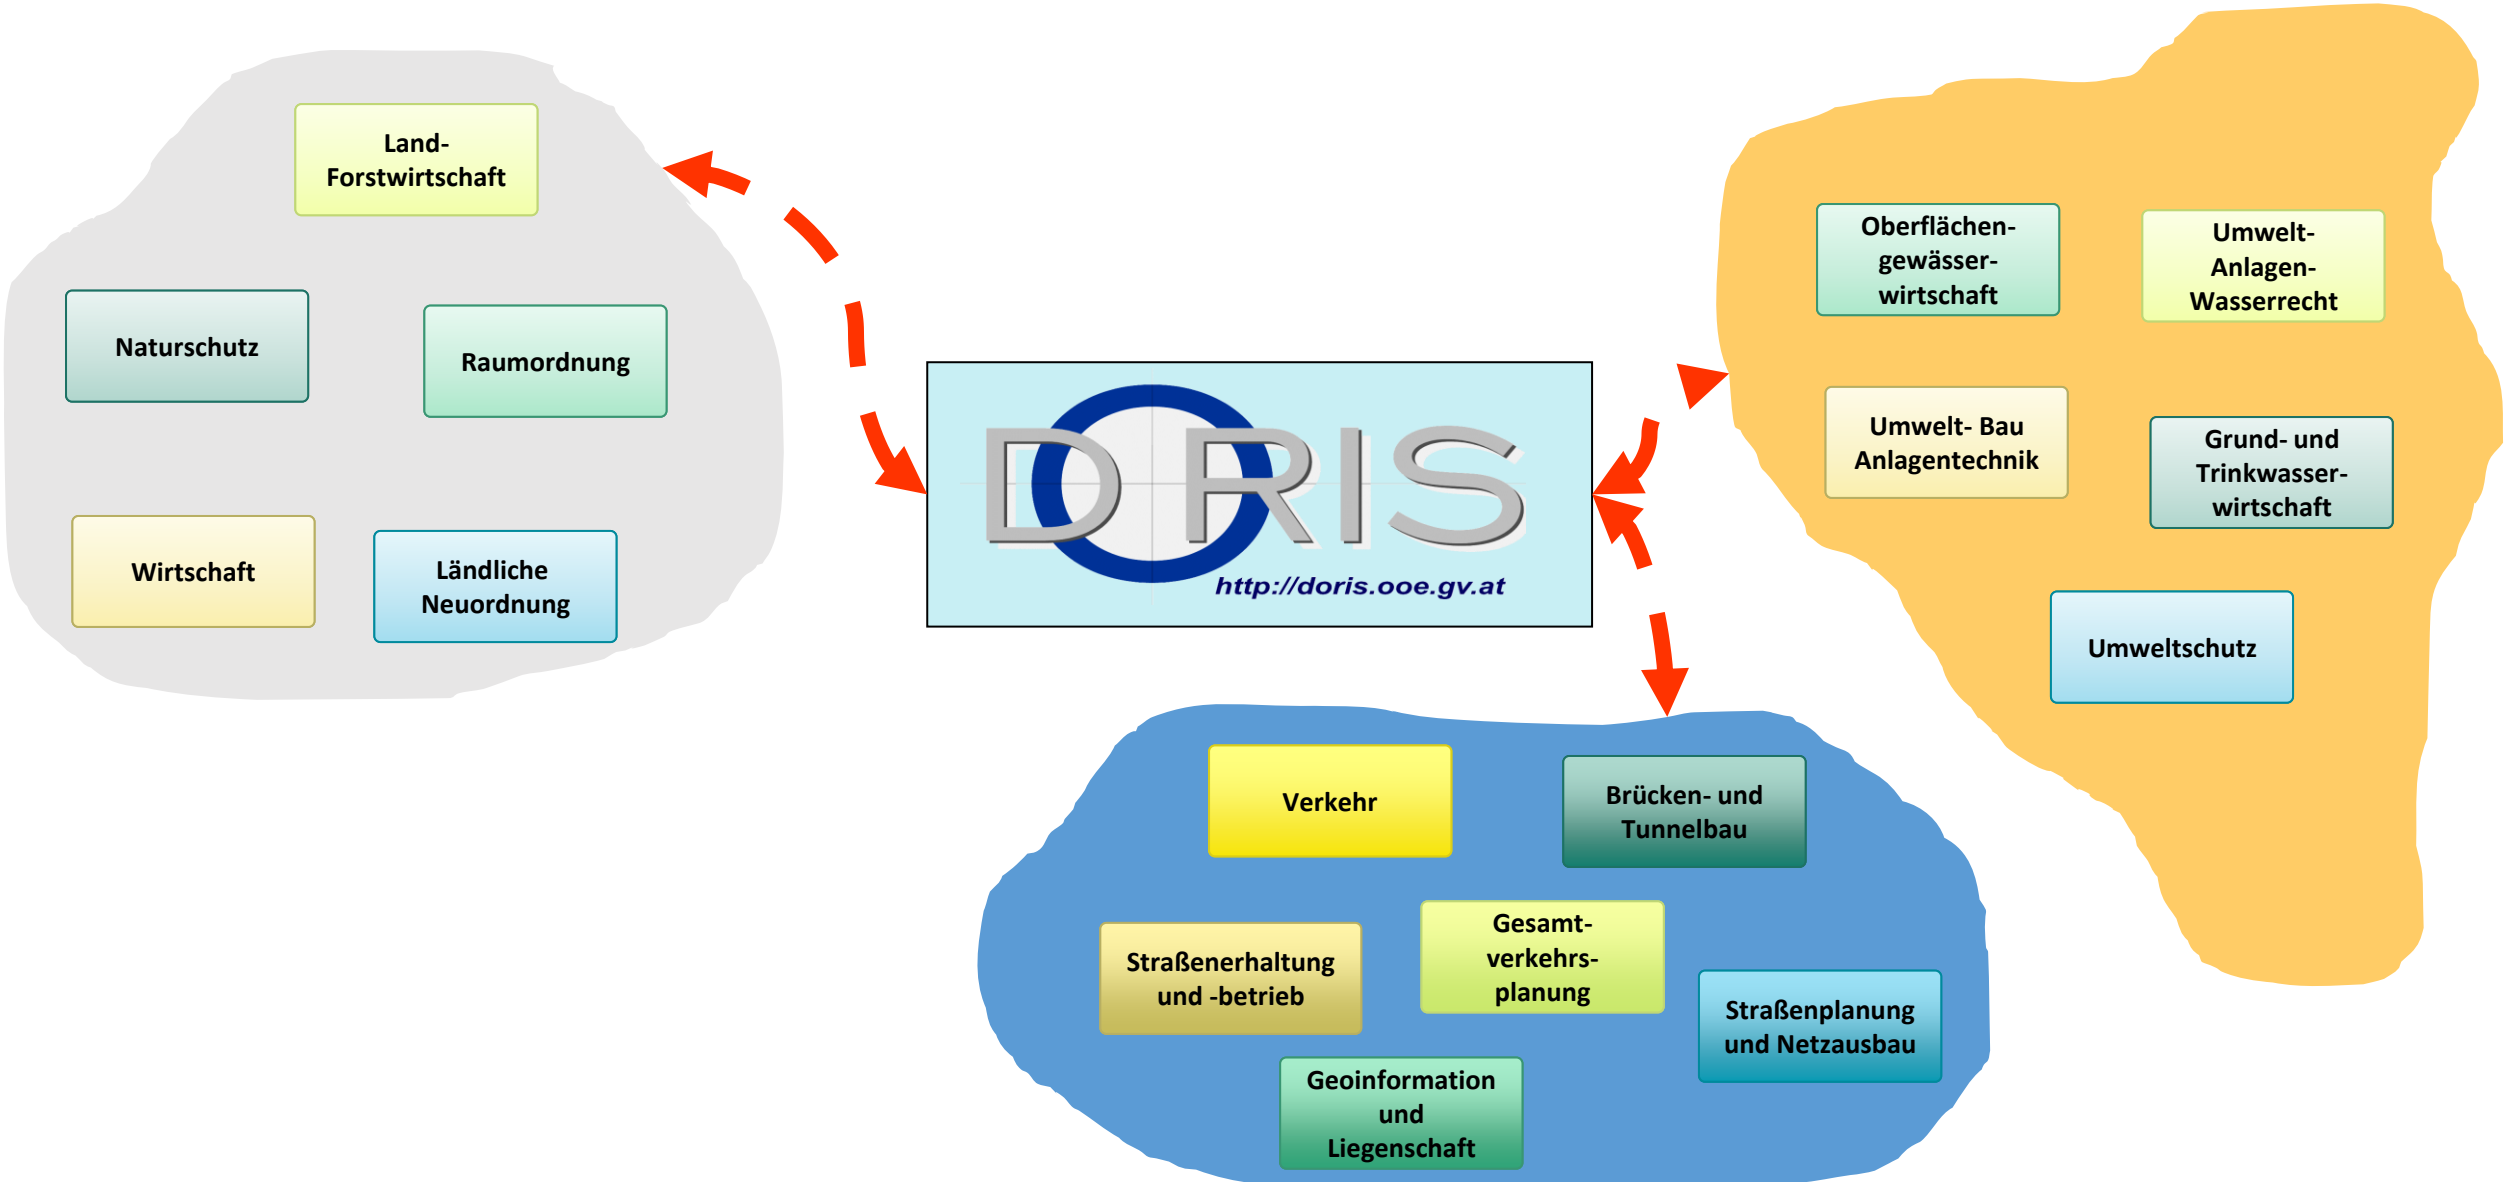 Land-
Forstwirtschaft
Naturschutz
Raumordnung
Wirtschaft
Ländliche
Neuordnung
DORIS
http://doris.ooe.gv.at
Oberflächen-
gewässer-
wirtschaft
Umwelt-
Anlagen-
Wasserrecht
Umwelt- Bau
Anlagentechnik
Grund- und
Trinkwasser-
wirtschaft
Umweltschutz
Verkehr
Brücken- und
Tunnelbau
Straßenerhaltung
und -betrieb
Gesamt-
verkehrs-
planung
Straßenplanung
und Netzausbau
Geoinformation
und
Liegenschaft